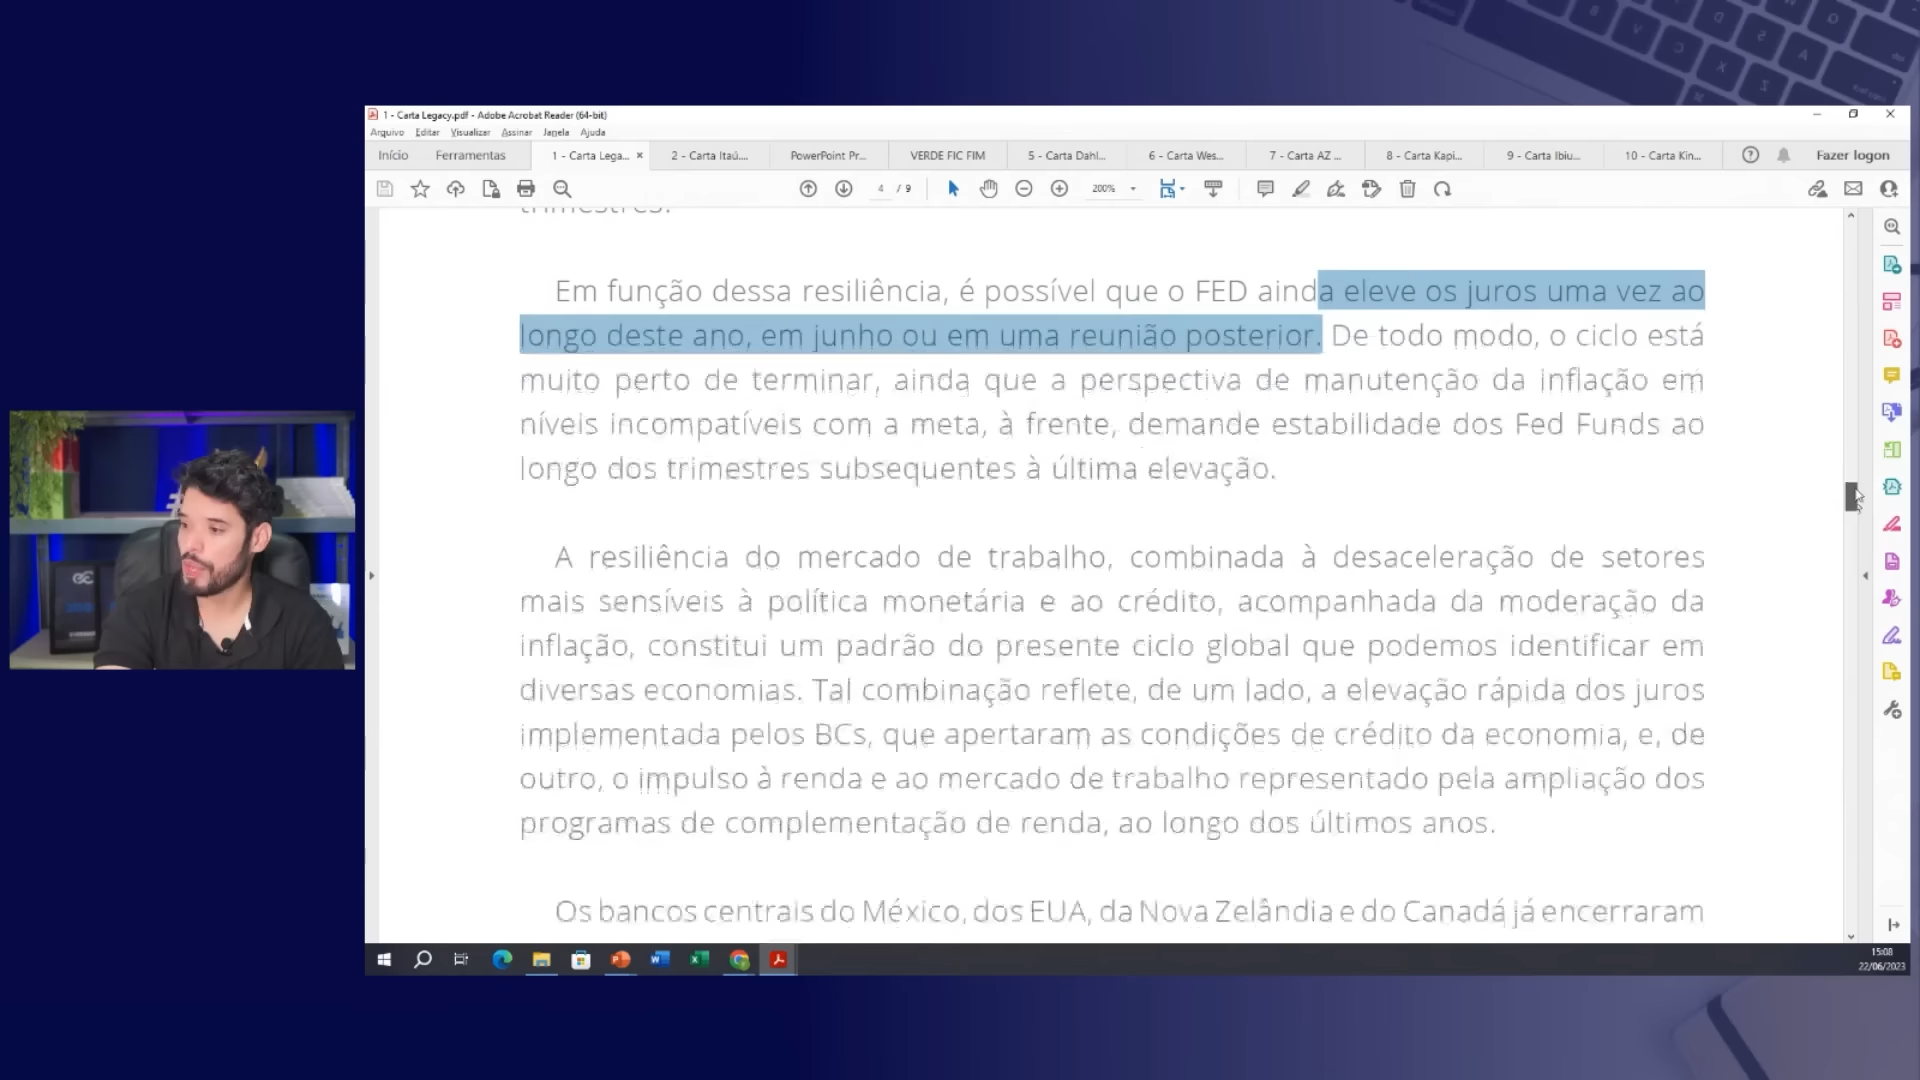 1 - Carta Legacy.pdf - Adobe Acrobat Reader (64-bit)
Arquivo Editar Visualizar Assinar Janela Ajuda
Início Ferramentas 1 - Carta Lega... × 2 - Carta Itaú... PowerPoint Pr... VERDE FIC FIM 5 - Carta Dahl... 6 - Carta Wes... 7 - Carta AZ ... 8 - Carta Kapi... 9 - Carta Ibiu... 10 - Carta Kin... Fazer logon
4 / 9 200%
trimestres.
Em função dessa resiliência, é possível que o FED ainda eleve os juros uma vez ao
longo deste ano, em junho ou em uma reunião posterior. De todo modo, o ciclo está
muito perto de terminar, ainda que a perspectiva de manutenção da inflação em
níveis incompatíveis com a meta, à frente, demande estabilidade dos Fed Funds ao
longo dos trimestres subsequentes à última elevação.
A resiliência do mercado de trabalho, combinada à desaceleração de setores
mais sensíveis à política monetária e ao crédito, acompanhada da moderação da
inflação, constitui um padrão do presente ciclo global que podemos identificar em
diversas economias. Tal combinação reflete, de um lado, a elevação rápida dos juros
implementada pelos BCs, que apertaram as condições de crédito da economia, e, de
outro, o impulso à renda e ao mercado de trabalho representado pela ampliação dos
programas de complementação de renda, ao longo dos últimos anos.
Os bancos centrais do México, dos EUA, da Nova Zelândia e do Canadá já encerraram
15:08
22/06/2023